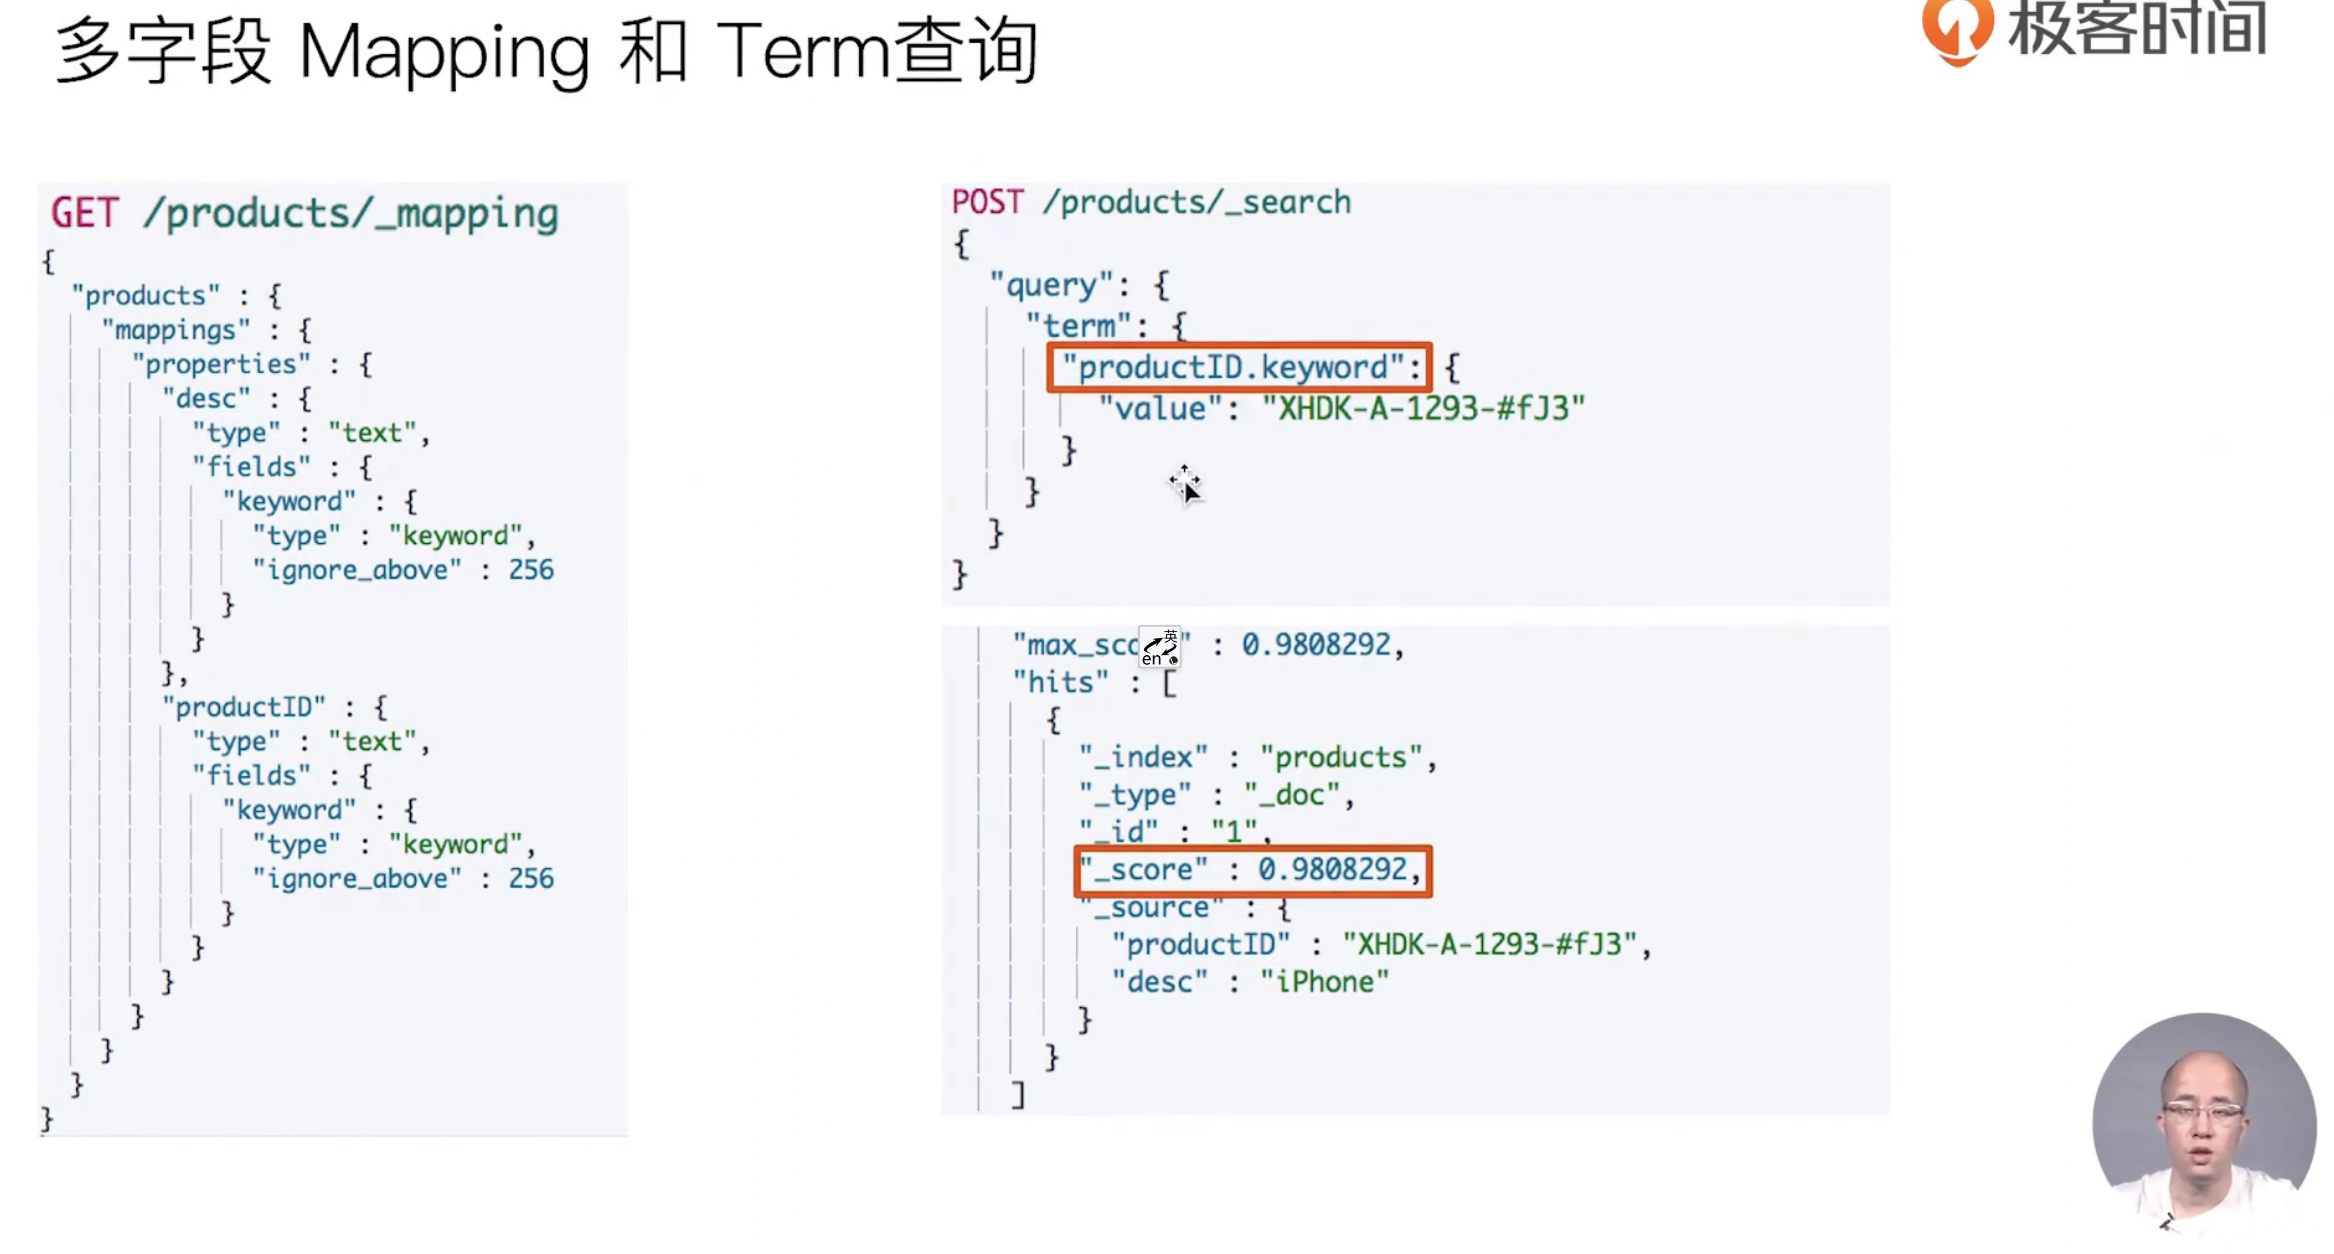 多字段 Mapping 和 Term查询
极客时间
GET /products/_mapping
{
"products" : {
"mappings" : {
"properties" : {
"desc" : {
"type" : "text",
"fields" : {
"keyword" : {
"type" : "keyword",
"ignore_above" : 256
}
}
},
"productID" : {
"type" : "text",
"fields" : {
"keyword" : {
"type" : "keyword",
"ignore_above" : 256
}
}
}
}
}
}
}
POST /products/_search
{
"query": {
"term": {
"productID.keyword": {
"value": "XHDK-A-1293-#fJ3"
}
}
}
}
"max_sco" : 0.9808292,
英
en
"hits" : [
{
"_index" : "products",
"_type" : "_doc",
"_id" : "1",
"_score" : 0.9808292,
"_source" : {
"productID" : "XHDK-A-1293-#fJ3",
"desc" : "iPhone"
}
}
]